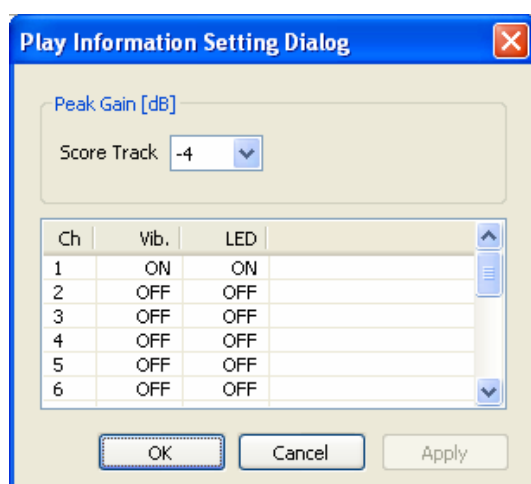 Play Information Setting Dialog
Peak Gain [dB]
Score Track -4
Ch Vib. LED
1 ON ON
2 OFF OFF
3 OFF OFF
4 OFF OFF
5 OFF OFF
6 OFF OFF
OK Cancel Apply